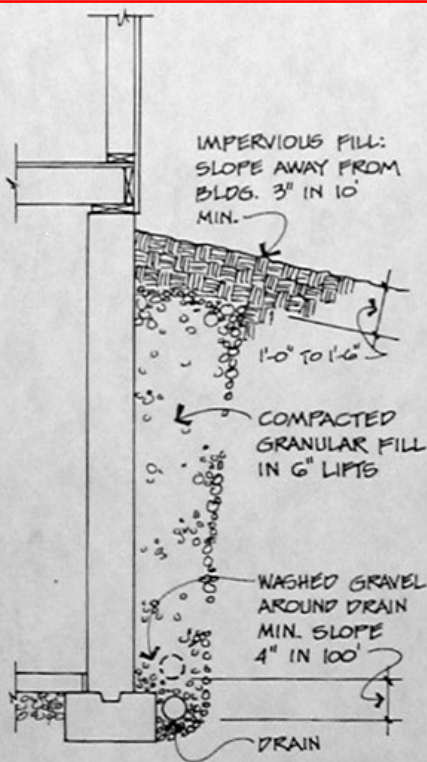 IMPERVIOUS FILL:
SLOPE AWAY FROM
BLDG. 3" IN 10'
MIN.
1'-0" TO 1'-6"
COMPACTED
GRANULAR FILL
IN 6" LIFTS
WASHED GRAVEL
AROUND DRAIN
MIN. SLOPE
4" IN 100'
DRAIN